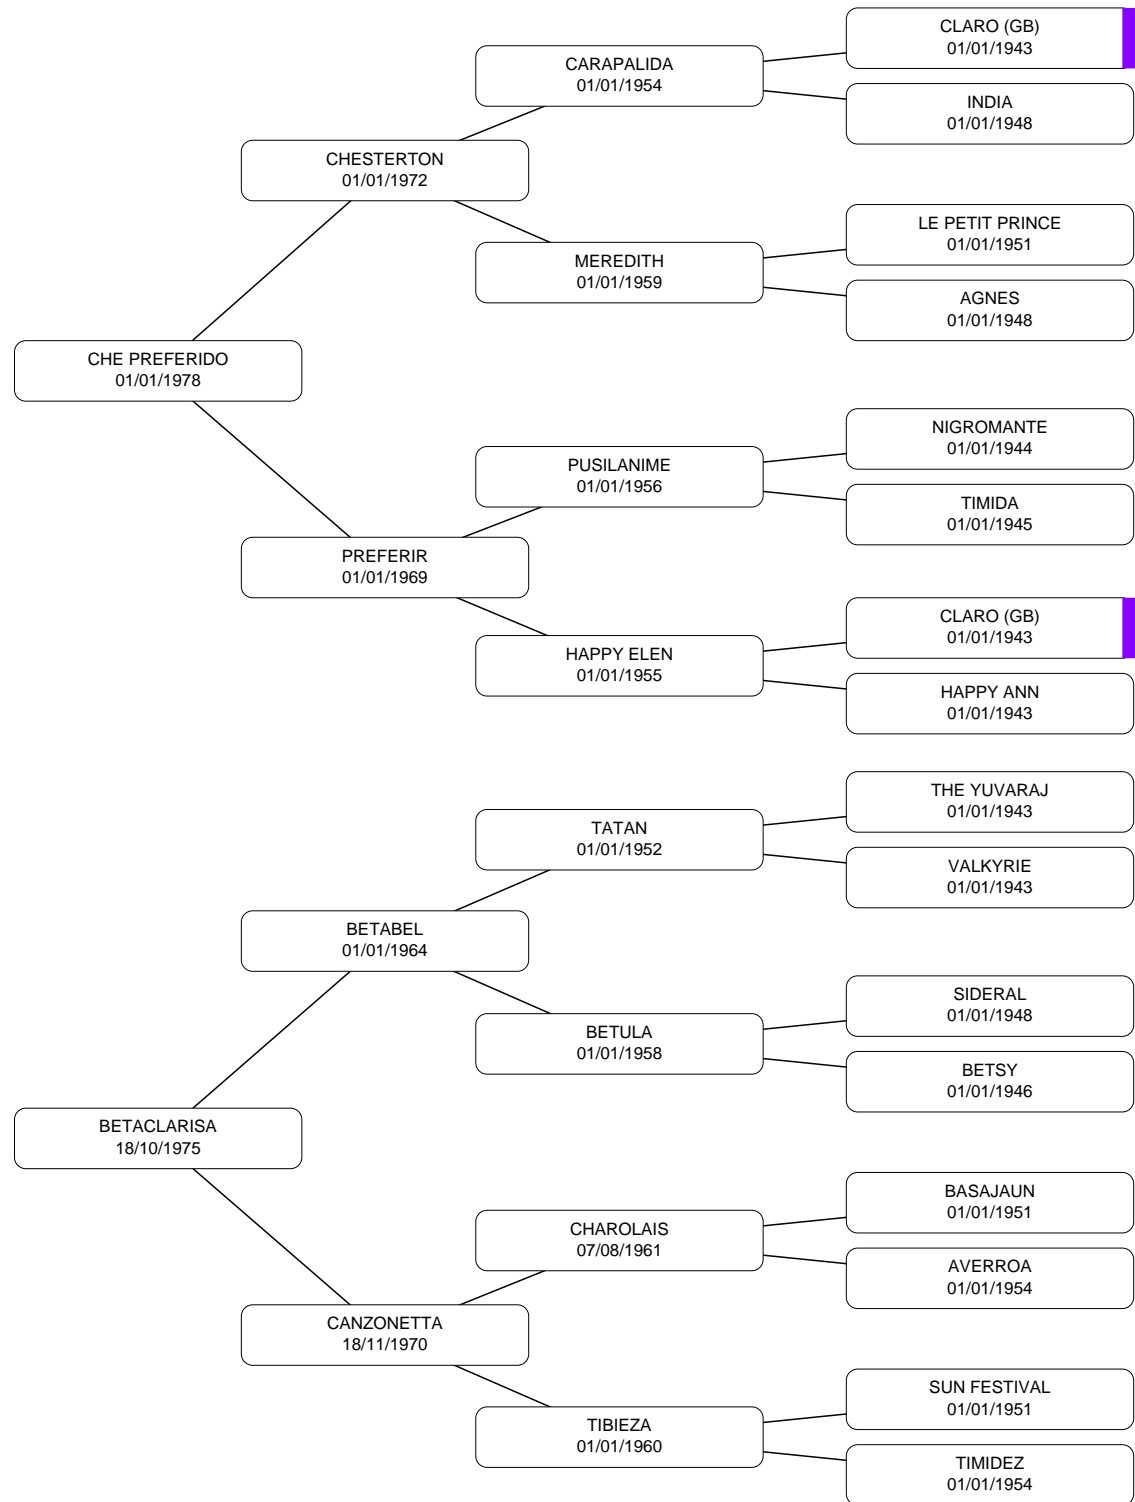 CLARO (GB)
01/01/1943
CARAPALIDA
01/01/1954
INDIA
01/01/1948
CHESTERTON
01/01/1972
LE PETIT PRINCE
01/01/1951
MEREDITH
01/01/1959
AGNES
01/01/1948
CHE PREFERIDO
01/01/1978
NIGROMANTE
01/01/1944
PUSILANIME
01/01/1956
TIMIDA
01/01/1945
PREFERIR
01/01/1969
CLARO (GB)
01/01/1943
HAPPY ELEN
01/01/1955
HAPPY ANN
01/01/1943
THE YUVARAJ
01/01/1943
TATAN
01/01/1952
VALKYRIE
01/01/1943
BETABEL
01/01/1964
SIDERAL
01/01/1948
BETULA
01/01/1958
BETSY
01/01/1946
BETACLARISA
18/10/1975
BASAJAUN
01/01/1951
CHAROLAIS
07/08/1961
AVERROA
01/01/1954
CANZONETTA
18/11/1970
SUN FESTIVAL
01/01/1951
TIBIEZA
01/01/1960
TIMIDEZ
01/01/1954